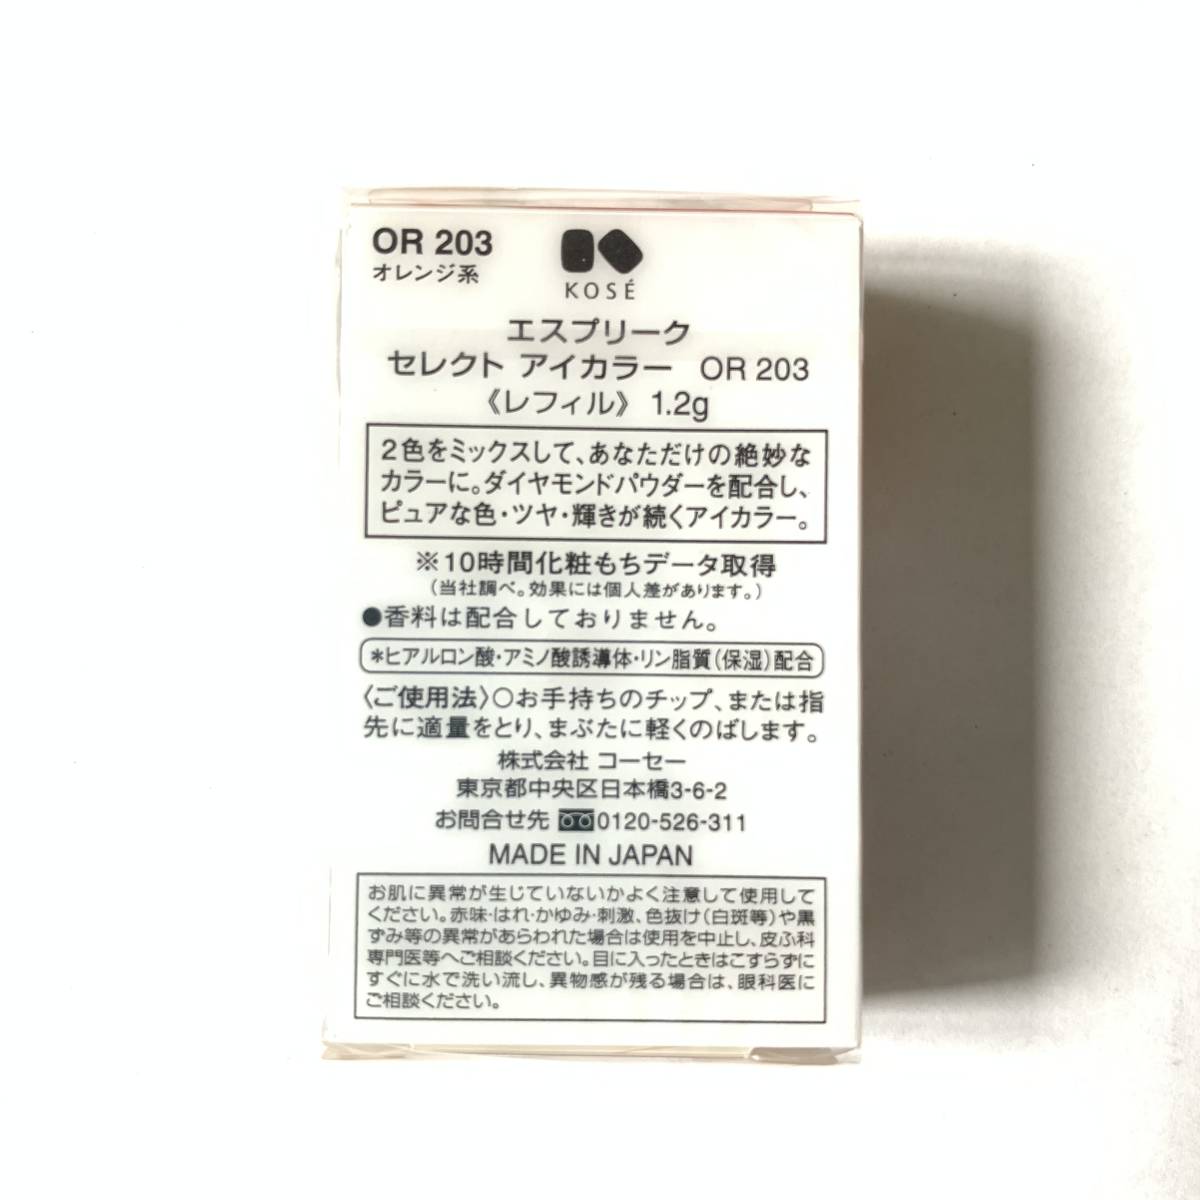 OR 203
オレンジ系
KOSÉ
エスプリーク
セレクト アイカラー OR 203
《レフィル》 1.2g
2色をミックスして、あなただけの絶妙な
カラーに。ダイヤモンドパウダーを配合し、
ピュアな色・ツヤ・輝きが続くアイカラー。
※10時間化粧もちデータ取得
(当社調べ。効果には個人差があります。)
●香料は配合しておりません。
*ヒアルロン酸・アミノ酸誘導体・リン脂質(保湿)配合
〈ご使用法〉○お手持ちのチップ、または指
先に適量をとり、まぶたに軽くのばします。
株式会社 コーセー
東京都中央区日本橋3-6-2
お問合せ先 0120-526-311
MADE IN JAPAN
お肌に異常が生じていないかよく注意して使用して
ください。赤味・はれ・かゆみ・刺激、色抜け(白斑等)や黒
ずみ等の異常があらわれた場合は使用を中止し、皮ふ科
専門医等へご相談ください。目に入ったときはこすらずに
すぐに水で洗い流し、異物感が残る場合は、眼科医に
ご相談ください。